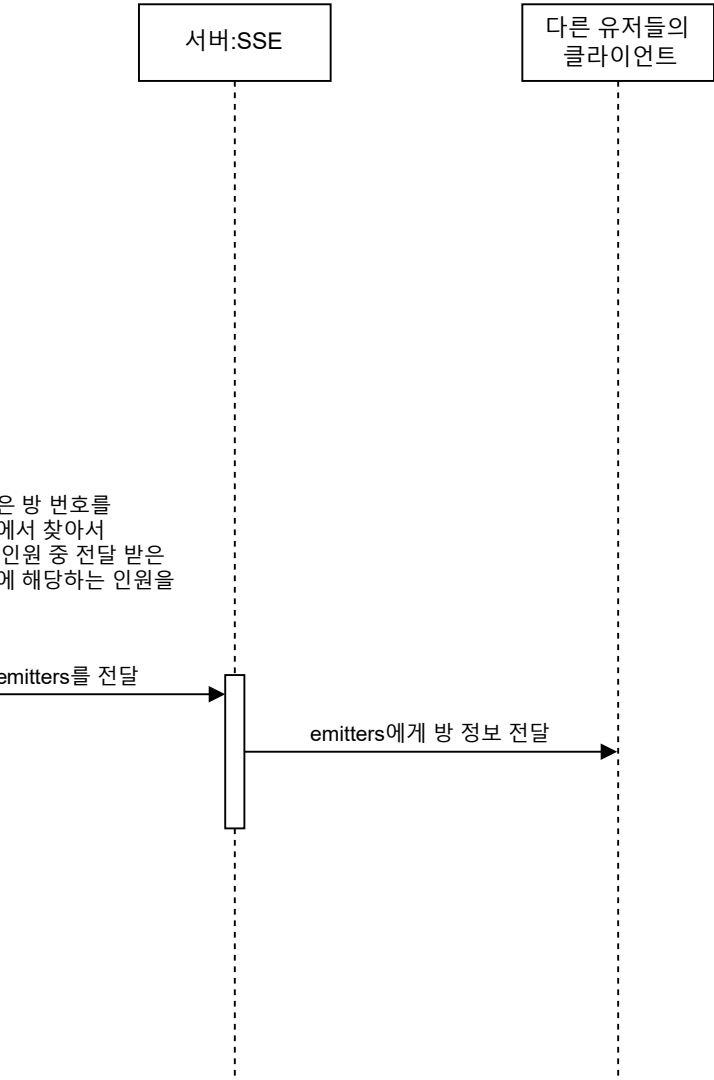 서버:SSE
다른 유저들의
클라이언트
은 방 번호를
에서 찾아서
인원 중 전달 받은
에 해당하는 인원을
emitters를 전달
emitters에게 방 정보 전달